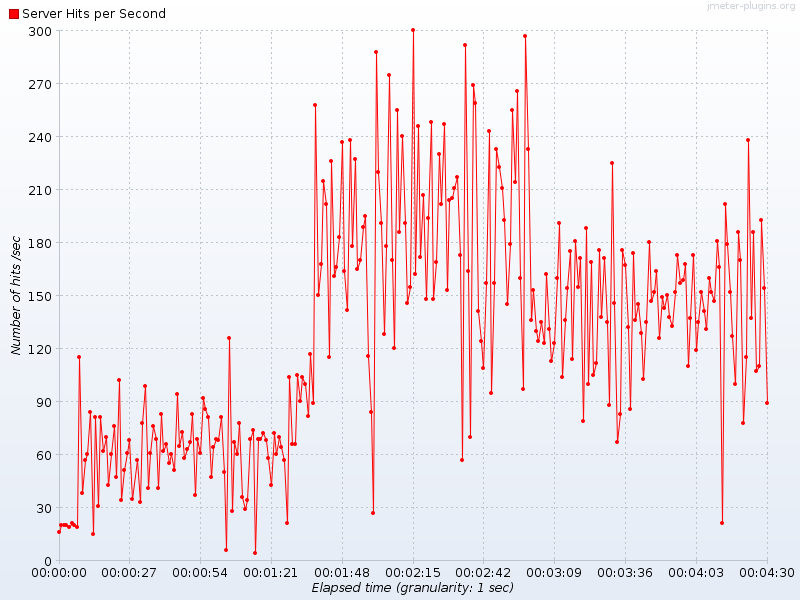 jmeter-plugins.org
Server Hits per Second
300
270
240
210
180
150
120
90
60
30
0
Number of hits /sec
00:00:00 00:00:27 00:00:54 00:01:21 00:01:48 00:02:15 00:02:42 00:03:09 00:03:36 00:04:03 00:04:30
Elapsed time (granularity: 1 sec)